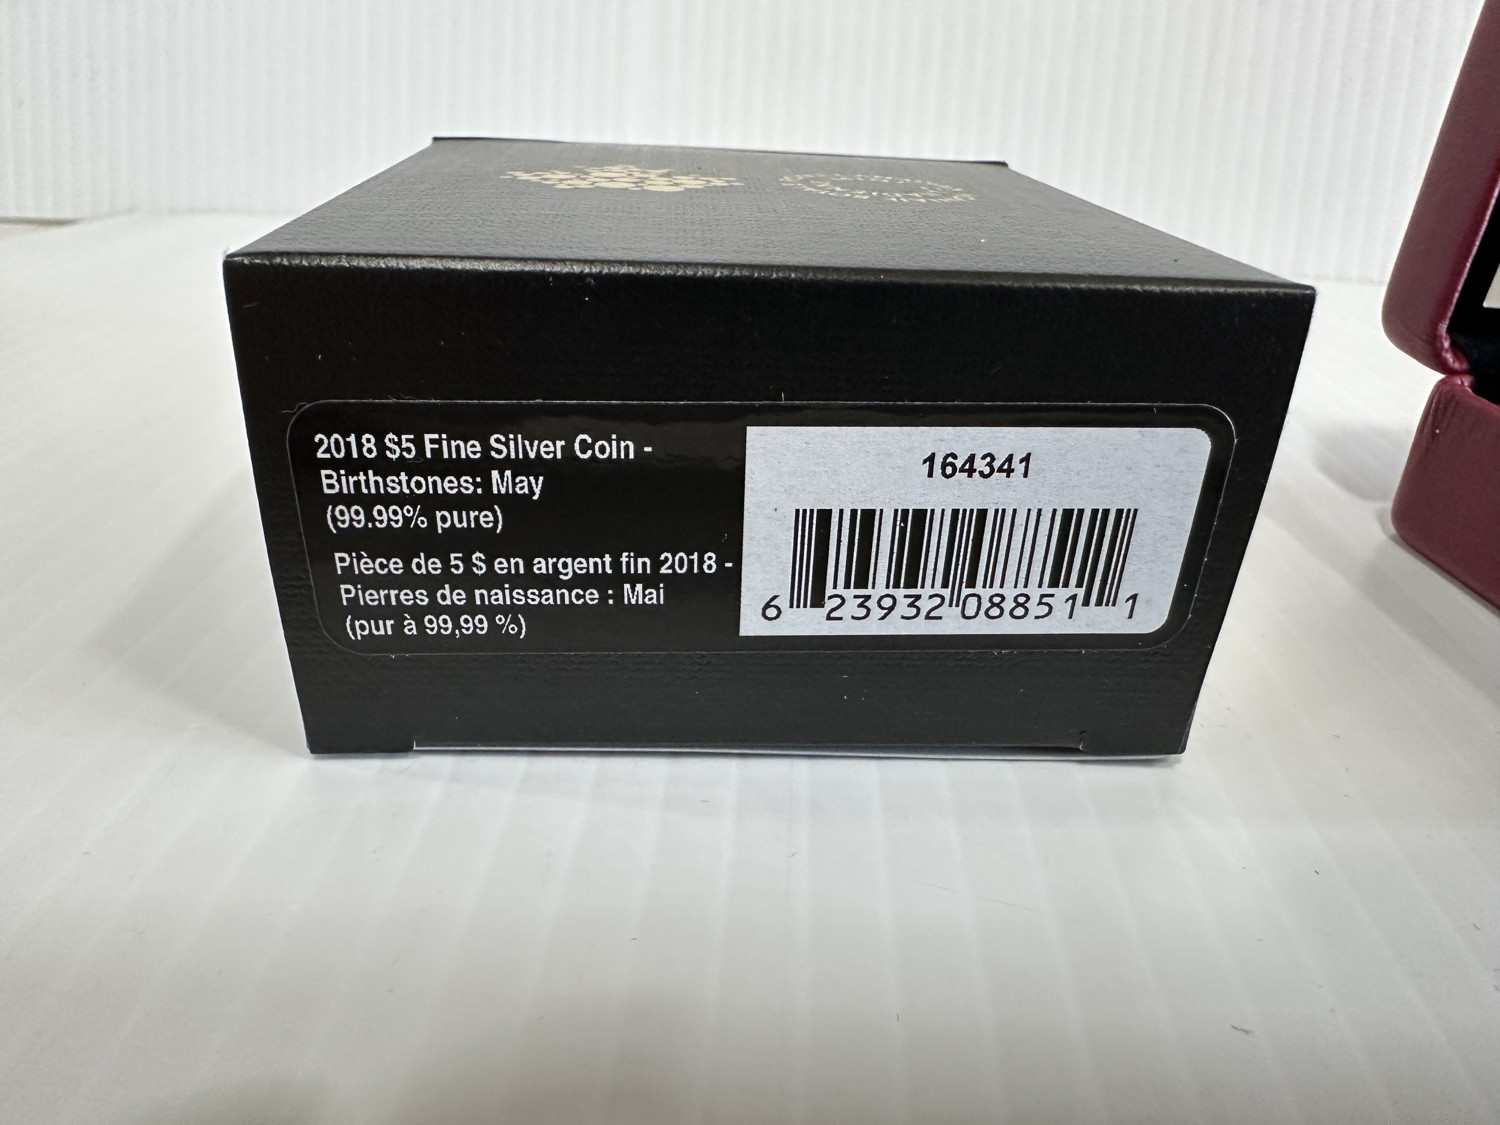 2018 $5 Fine Silver Coin -
Birthstones: May
(99.99% pure)
Pièce de 5 $ en argent fin 2018 -
Pierres de naissance : Mai
(pur à 99,99 %)
164341
6 23932 08851 1